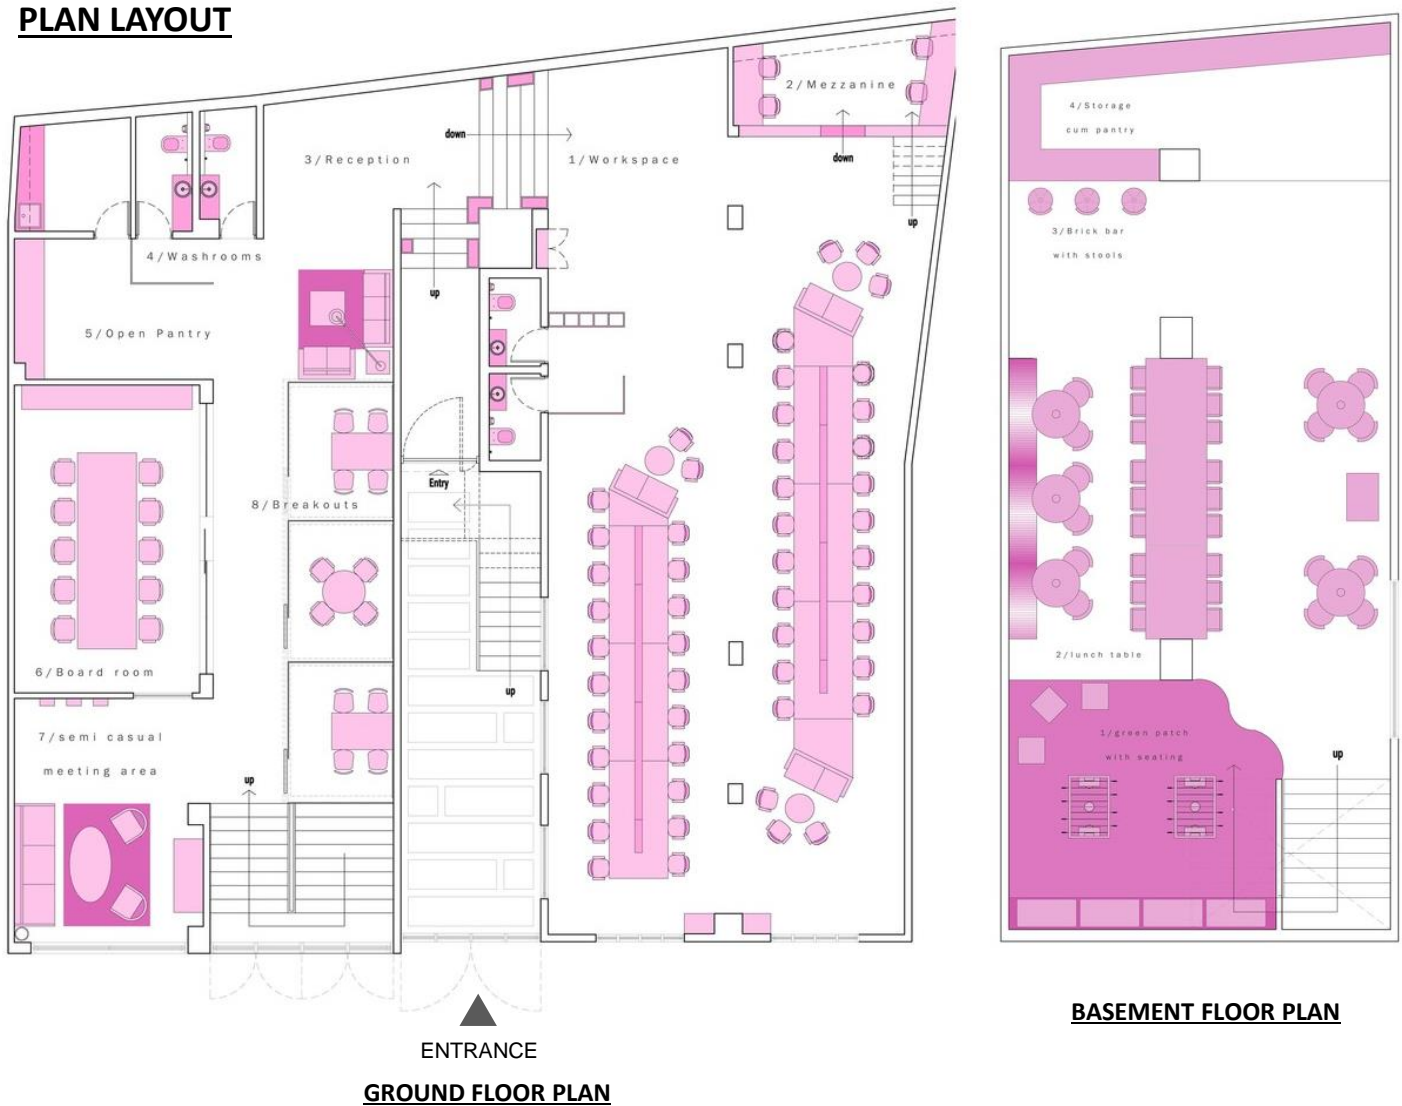 PLAN LAYOUT
2/Mezzanine
down
3/Reception
1/Workspace
down
up
4/Washrooms
up
5/Open Pantry
8/Breakouts
Entry
6/Board room
up
7/semi casual
meeting area
up
ENTRANCE
GROUND FLOOR PLAN
4/Storage
cum pantry
3/Brick bar
with stools
2/lunch table
1/green patch
with seating
up
BASEMENT FLOOR PLAN